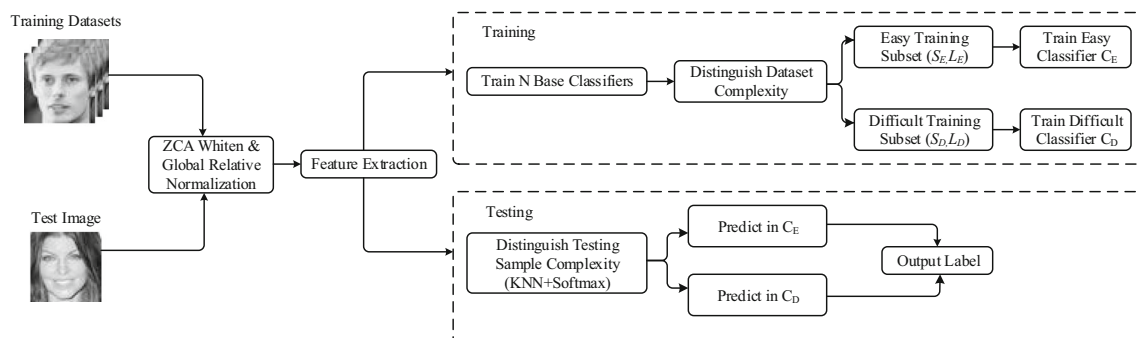 Training Datasets
ZCA Whiten &
Global Relative
Normalization
Test Image
Feature Extraction
Training
Train N Base Classifiers
Distinguish Dataset
Complexity
Easy Training
Subset (S_E,L_E)
Train Easy
Classifier C_E
Difficult Training
Subset (S_D,L_D)
Train Difficult
Classifier C_D
Testing
Distinguish Testing
Sample Complexity
(KNN+Softmax)
Predict in C_E
Predict in C_D
Output Label